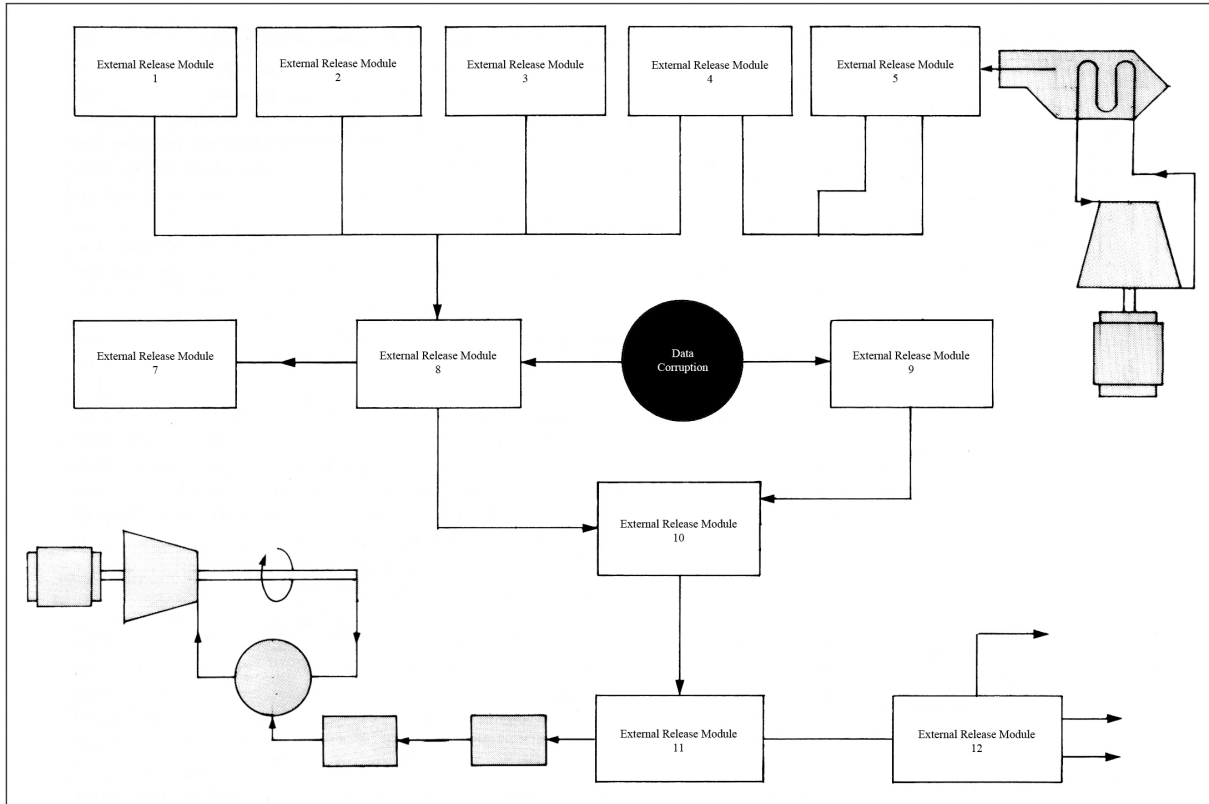 External Release Module
1
External Release Module
2
External Release Module
3
External Release Module
4
External Release Module
5
External Release Module
7
External Release Module
8
Data
Corruption
External Release Module
9
External Release Module
10
External Release Module
11
External Release Module
12